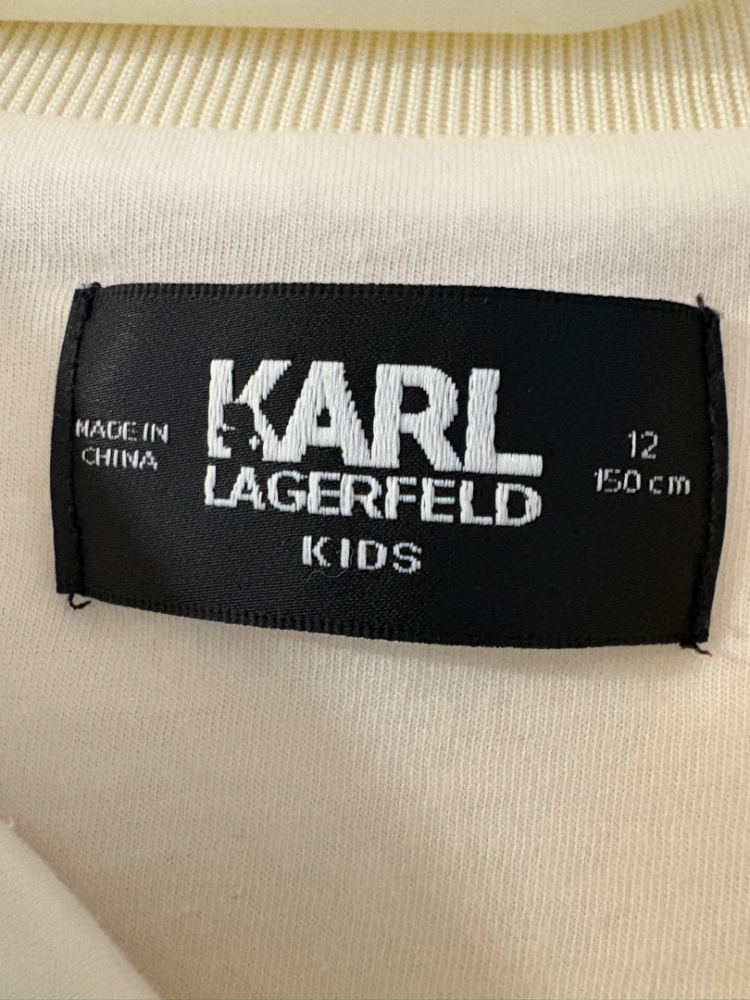 MADE IN
CHINA
KARL
LAGERFELD
KIDS
12
150 cm